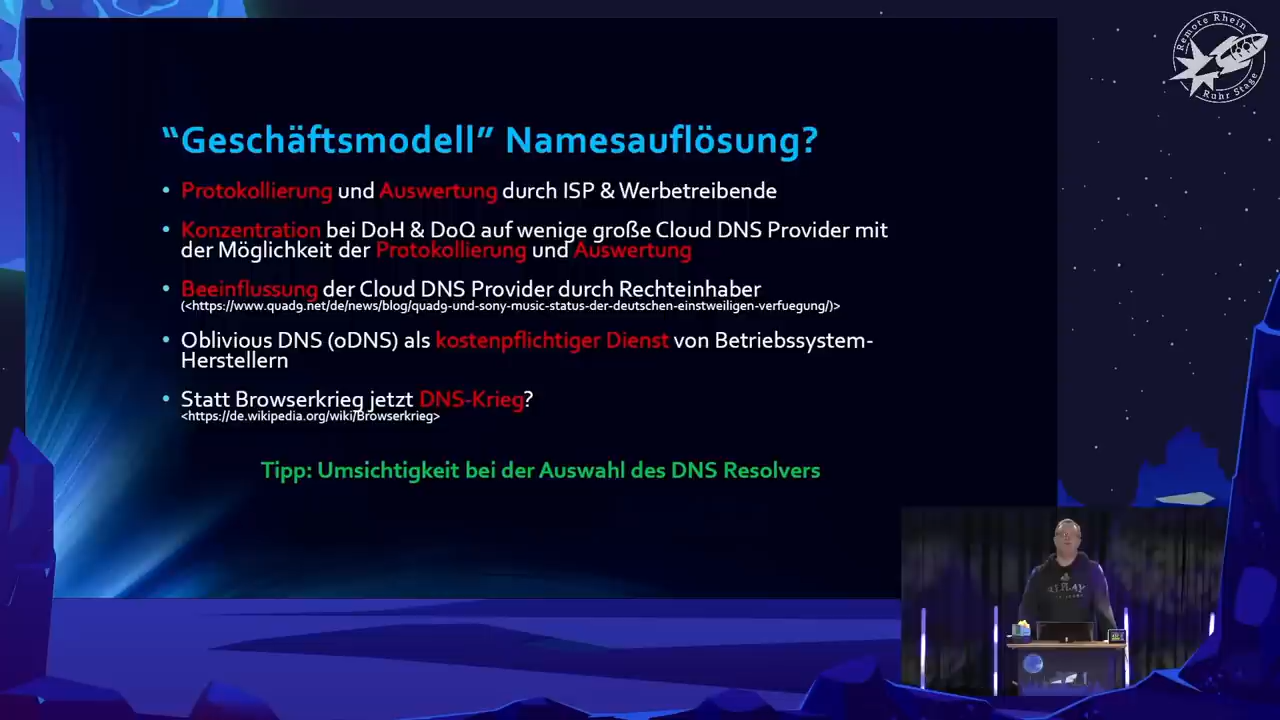 Remote Rhein
Ruhr Stage
“Geschäftsmodell” Namesauflösung?
• Protokollierung und Auswertung durch ISP & Werbetreibende
• Konzentration bei DoH & DoQ auf wenige große Cloud DNS Provider mit
der Möglichkeit der Protokollierung und Auswertung
• Beeinflussung der Cloud DNS Provider durch Rechteinhaber
(<https://www.quad9.net/de/news/blog/quad9-und-sony-music-status-der-deutschen-einstweiligen-verfuegung/)>
• Oblivious DNS (oDNS) als kostenpflichtiger Dienst von Betriebssystem-
Herstellern
• Statt Browserkrieg jetzt DNS-Krieg?
<https://de.wikipedia.org/wiki/Browserkrieg>
Tipp: Umsichtigkeit bei der Auswahl des DNS Resolvers